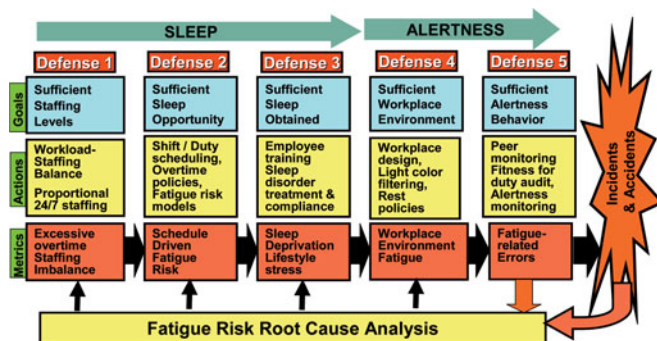 SLEEP
ALERTNESS
Defense 1
Defense 2
Defense 3
Defense 4
Defense 5
Goals
Sufficient
Staffing
Levels
Sufficient
Sleep
Opportunity
Sufficient
Sleep
Obtained
Sufficient
Workplace
Environment
Sufficient
Alertness
Behavior
Actions
Workload-
Staffing
Balance
Proportional
24/7 staffing
Shift / Duty
scheduling,
Overtime
policies,
Fatigue risk
models
Employee
training
Sleep
disorder
treatment &
compliance
Workplace
design,
Light color
filtering,
Rest
policies
Peer
monitoring
Fitness for
duty audit,
Alertness
monitoring
Metrics
Excessive
overtime
Staffing
Imbalance
Schedule
Driven
Fatigue
Risk
Sleep
Deprivation
Lifestyle
stress
Workplace
Environment
Fatigue
Fatigue-
related
Errors
Incidents
& Accidents
Fatigue Risk Root Cause Analysis